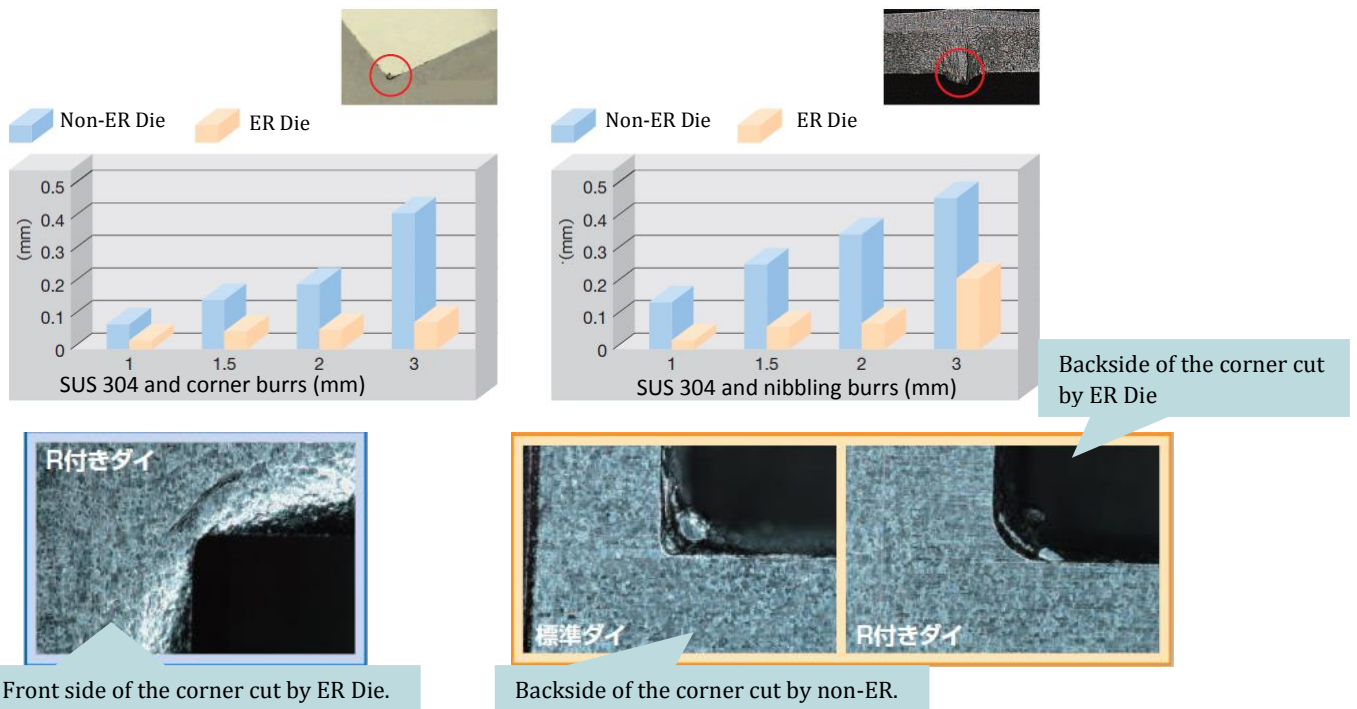 Non-ER Die
ER Die
0.5
0.4
0.3
0.2
0.1
0
(mm)
1
1.5
2
3
SUS 304 and corner burrs (mm)
Non-ER Die
ER Die
0.5
0.4
0.3
0.2
0.1
0
(mm)
1
1.5
2
3
SUS 304 and nibbling burrs (mm)
Backside of the corner cut
by ER Die
R付きダイ
標準ダイ
R付きダイ
Front side of the corner cut by ER Die.
Backside of the corner cut by non-ER.